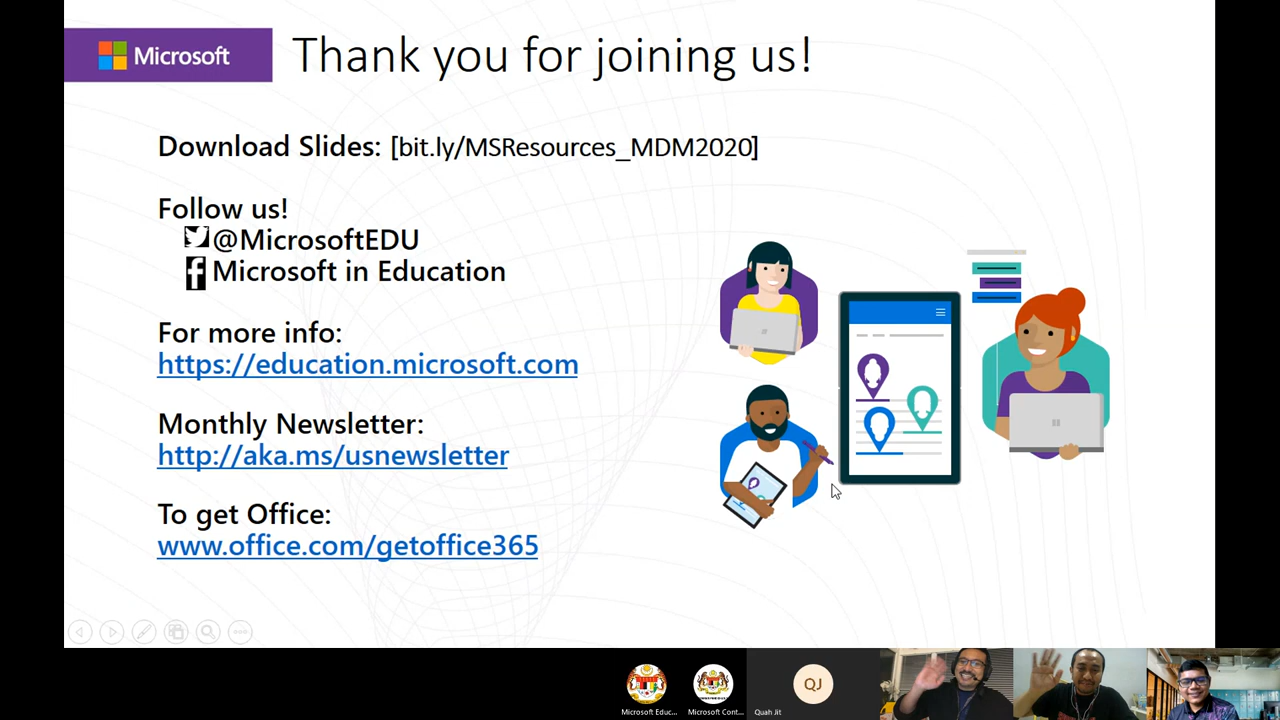 Microsoft
Thank you for joining us!
Download Slides: [bit.ly/MSResources_MDM2020]
Follow us!
@MicrosoftEDU
Microsoft in Education
For more info:
https://education.microsoft.com
Monthly Newsletter:
http://aka.ms/usnewsletter
To get Office:
www.office.com/getoffice365
QJ
Microsoft Educ...
Microsoft Cont...
Quah Jit